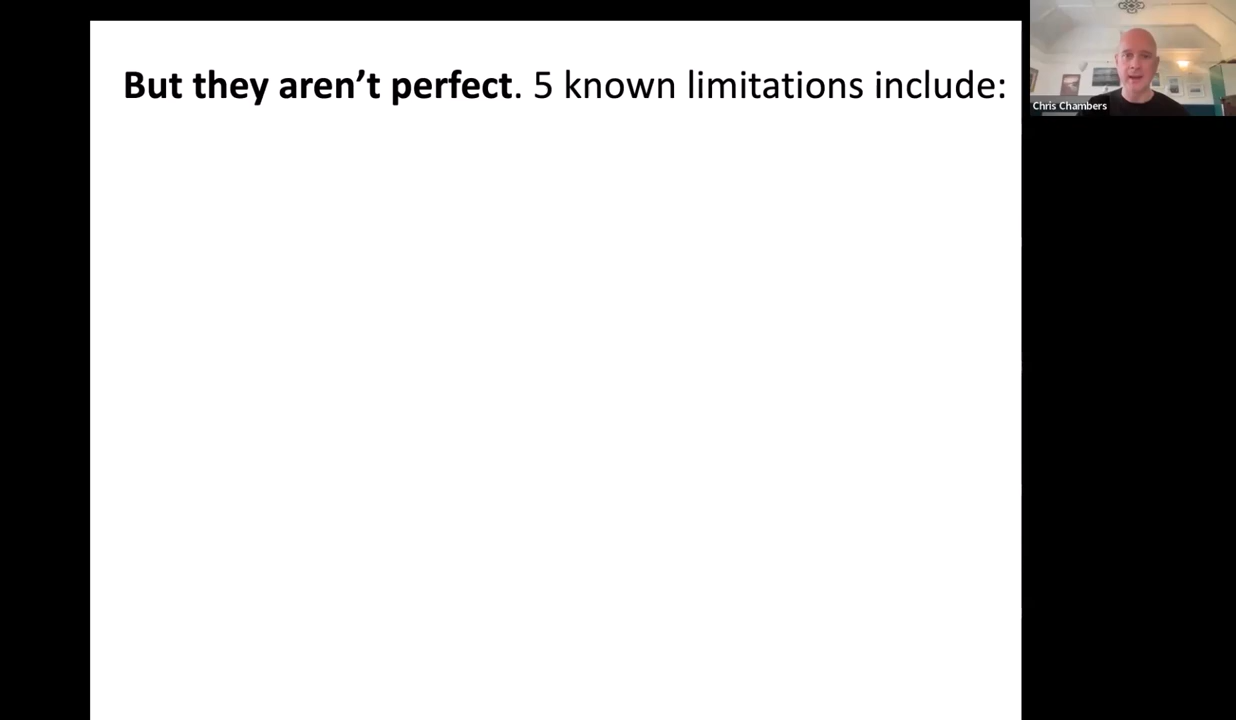 But they aren’t perfect. 5 known limitations include:
Chris Chambers